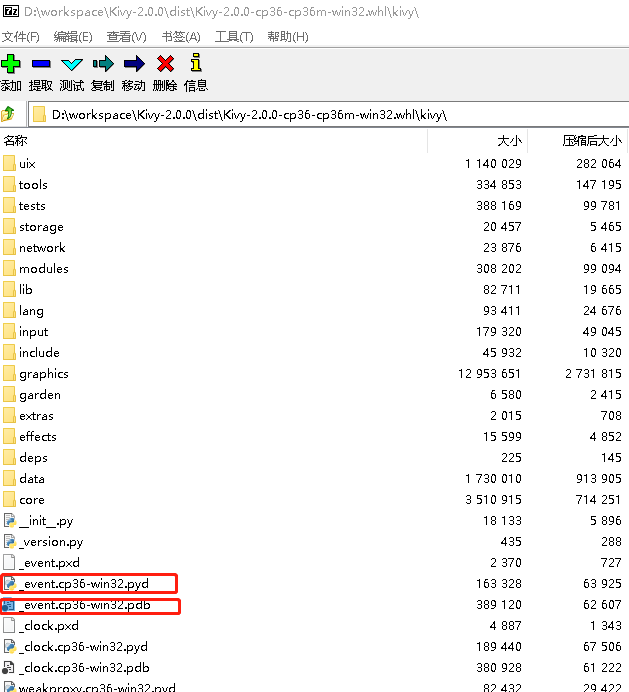 D:\workspace\Kivy-2.0.0\dist\Kivy-2.0.0-cp36-cp36m-win32.whl\kivy\
文件(F) 编辑(E) 查看(V) 书签(A) 工具(T) 帮助(H)
添加 提取 测试 复制 移动 删除 信息
D:\workspace\Kivy-2.0.0\dist\Kivy-2.0.0-cp36-cp36m-win32.whl\kivy\
名称 大小 压缩后大小
uix 1 140 029 282 064
tools 334 853 147 195
tests 388 169 99 781
storage 20 457 5 465
network 23 876 6 415
modules 308 202 99 094
lib 82 711 19 665
lang 93 411 24 676
input 179 320 49 045
include 45 932 10 320
graphics 12 953 651 2 731 815
garden 6 580 2 415
extras 2 015 708
effects 15 599 4 852
deps 225 145
data 1 730 010 913 905
core 3 510 915 714 251
__init__.py 18 133 5 896
_version.py 435 288
_event.pxd 2 370 727
_event.cp36-win32.pyd 163 328 63 925
_event.cp36-win32.pdb 389 120 62 607
_clock.pxd 4 887 1 343
_clock.cp36-win32.pyd 189 440 67 506
_clock.cp36-win32.pdb 380 928 61 222
weakproxy.cp36-win32.pyd 82 432 29 422